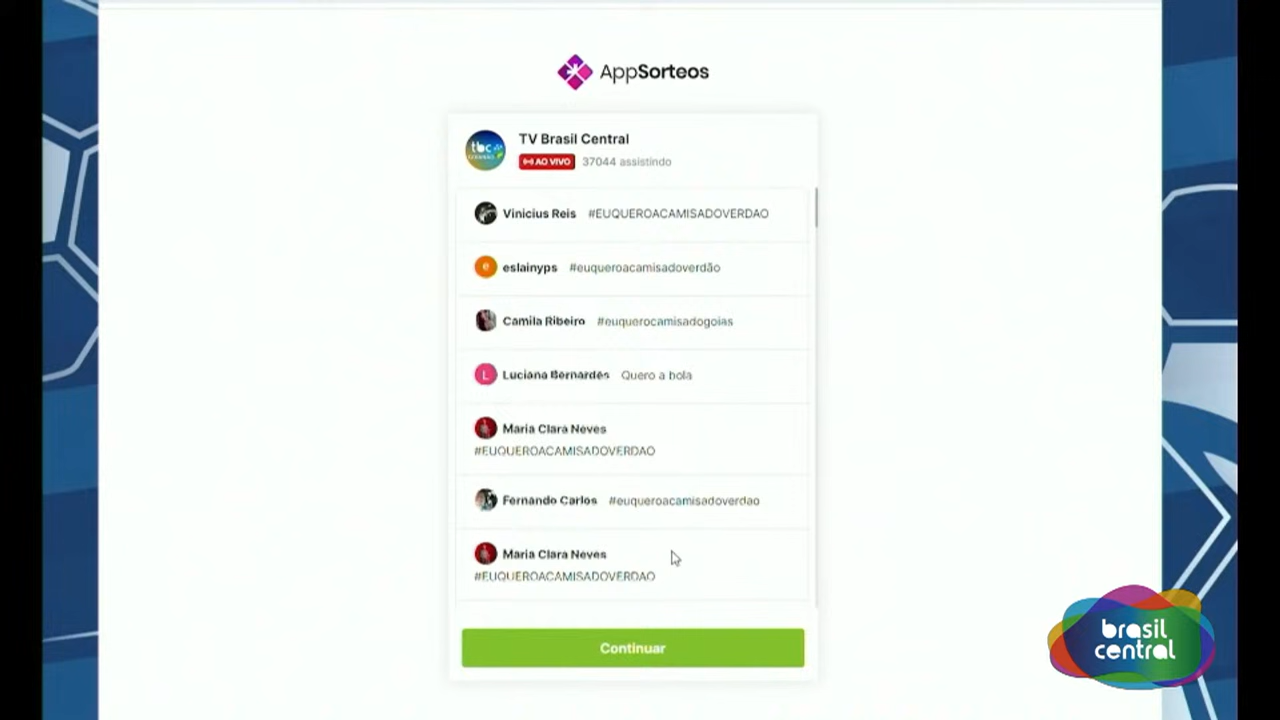 AppSorteos
tbc
TV Brasil Central
AO VIVO 37044 assistindo
Vinicius Reis #EUQUEROACAMISADOVERDAO
e eslainyps #euqueroacamisadoverdão
Camila Ribeiro #euquerocamisadogoias
L Luciana Bernardes Quero a bola
Maria Clara Neves
#EUQUEROACAMISADOVERDAO
Fernando Carlos #euqueroacamisadoverdao
Maria Clara Neves
#EUQUEROACAMISADOVERDAO
Continuar
brasil
central